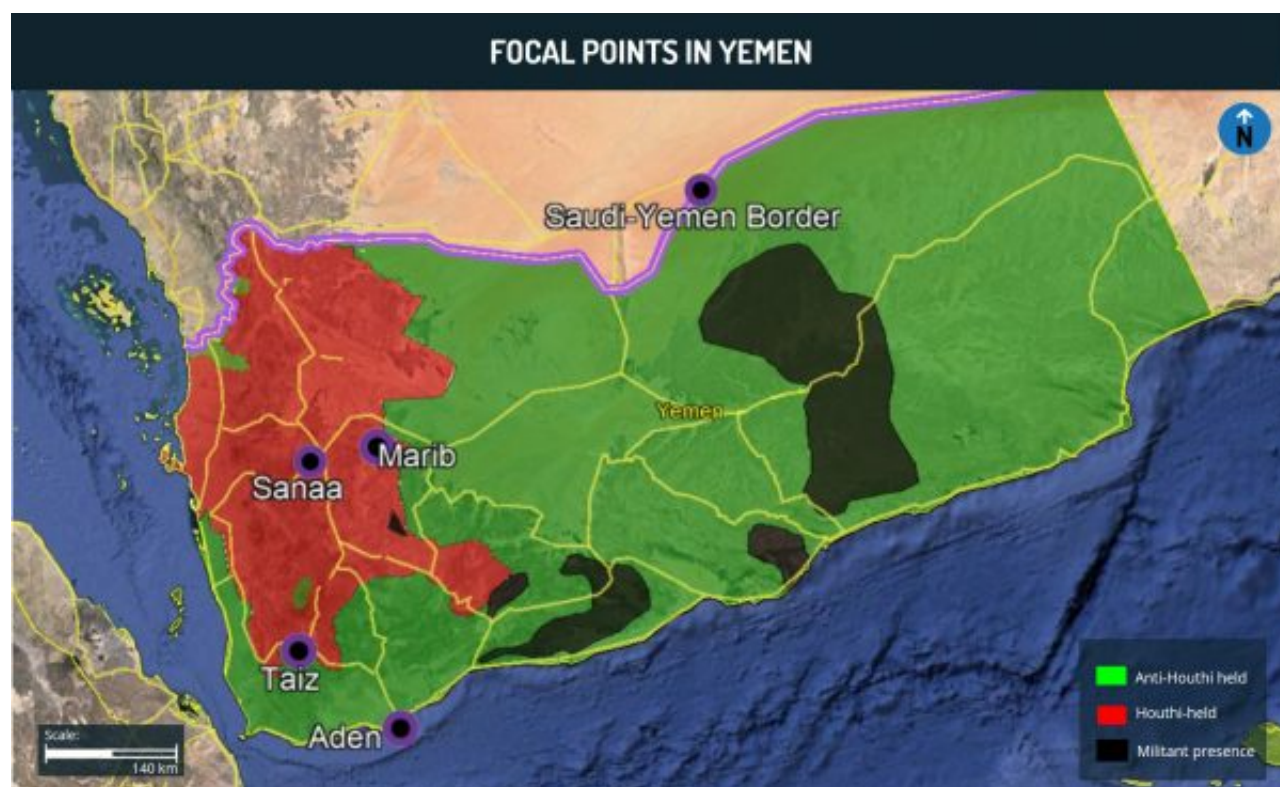 FOCAL POINTS IN YEMEN
N
Saudi-Yemen Border
Yemen
Marib
Sanaa
Taiz
Aden
Anti-Houthi held
Houthi-held
Militant presence
Scale:
140 km